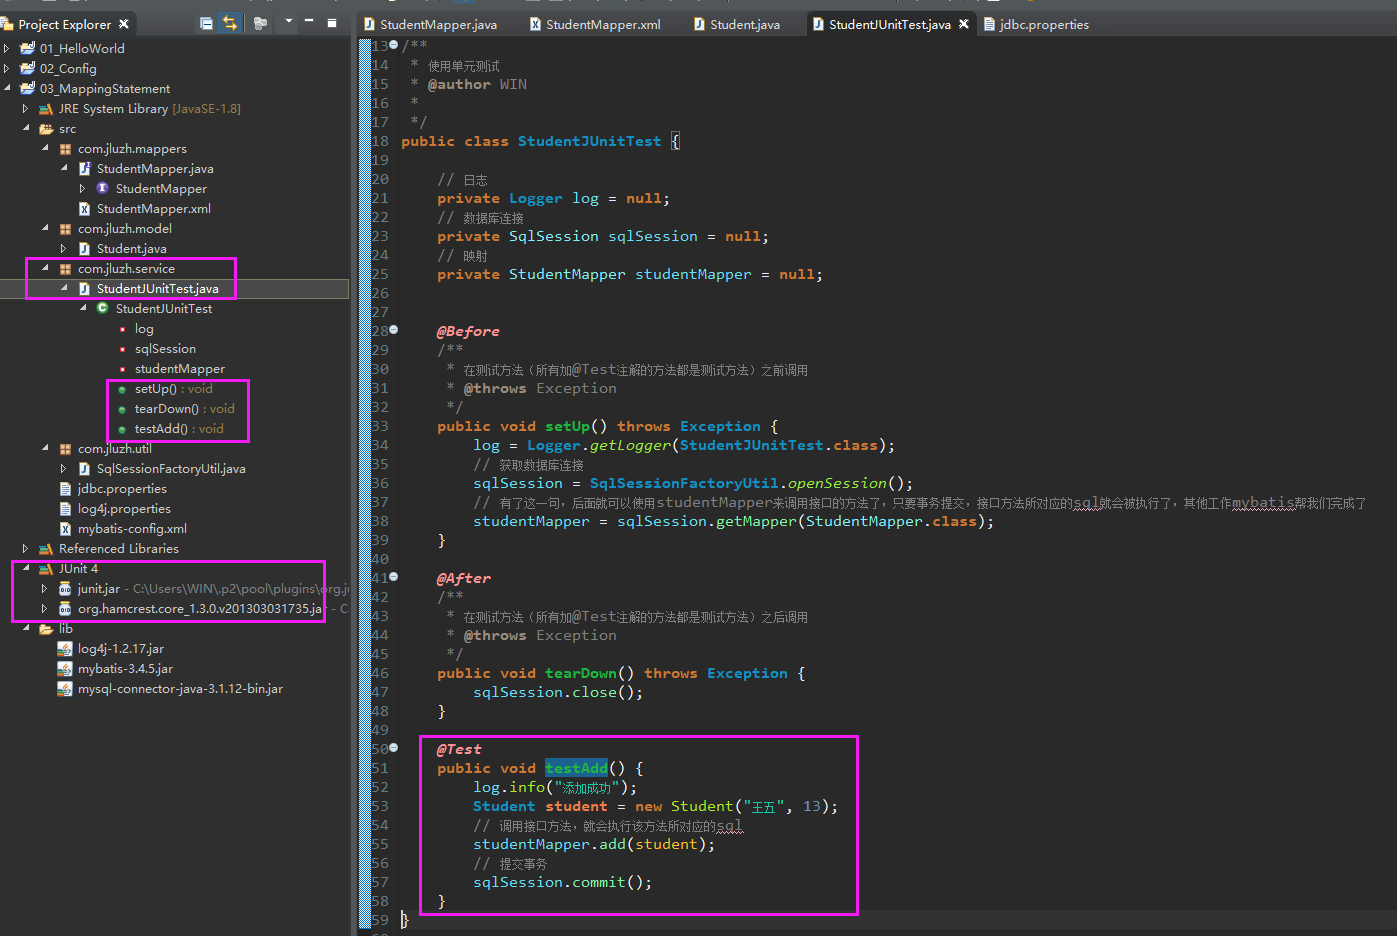 Project Explorer
01_HelloWorld
02_Config
03_MappingStatement
JRE System Library [JavaSE-1.8]
src
com.jluzh.mappers
StudentMapper.java
StudentMapper
StudentMapper.xml
com.jluzh.model
Student.java
com.jluzh.service
StudentJUnitTest.java
StudentJUnitTest
log
sqlSession
studentMapper
setUp() : void
tearDown() : void
testAdd() : void
com.jluzh.util
SqlSessionFactoryUtil.java
jdbc.properties
log4j.properties
mybatis-config.xml
Referenced Libraries
JUnit 4
junit.jar - C:\Users\WIN\.p2\pool\plugins\org.ju
org.hamcrest.core_1.3.0.v201303031735.jar - C:
lib
log4j-1.2.17.jar
mybatis-3.4.5.jar
mysql-connector-java-3.1.12-bin.jar
StudentMapper.java StudentMapper.xml Student.java StudentJUnitTest.java jdbc.properties
13 /**
14 * 使用单元测试
15 * @author WIN
16 *
17 */
18 public class StudentJUnitTest {
19
20 // 日志
21 private Logger log = null;
22 // 数据库连接
23 private SqlSession sqlSession = null;
24 // 映射
25 private StudentMapper studentMapper = null;
26
27
28 @Before
29 /**
30 * 在测试方法（所有加@Test注解的方法都是测试方法）之前调用
31 * @throws Exception
32 */
33 public void setUp() throws Exception {
34 log = Logger.getLogger(StudentJUnitTest.class);
35 // 获取数据库连接
36 sqlSession = SqlSessionFactoryUtil.openSession();
37 // 有了这一句，后面就可以使用studentMapper来调用接口的方法了，只要事务提交，接口方法所对应的sql就会被执行了，其他工作mybatis帮我们完成了
38 studentMapper = sqlSession.getMapper(StudentMapper.class);
39 }
40
41 @After
42 /**
43 * 在测试方法（所有加@Test注解的方法都是测试方法）之后调用
44 * @throws Exception
45 */
46 public void tearDown() throws Exception {
47 sqlSession.close();
48 }
49
50 @Test
51 public void testAdd() {
52 log.info("添加成功");
53 Student student = new Student("王五", 13);
54 // 调用接口方法，就会执行该方法所对应的sql
55 studentMapper.add(student);
56 // 提交事务
57 sqlSession.commit();
58 }
59 }